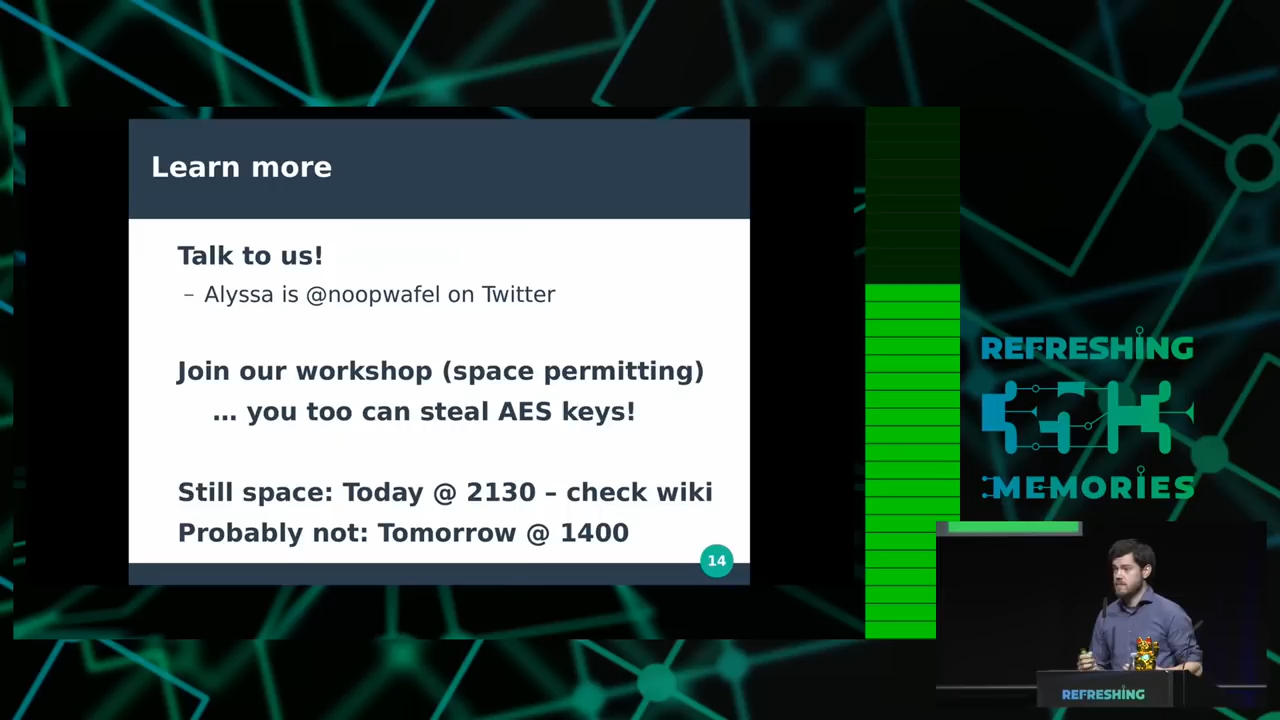 Learn more
Talk to us!
– Alyssa is @noopwafel on Twitter
Join our workshop (space permitting)
... you too can steal AES keys!
Still space: Today @ 2130 – check wiki
Probably not: Tomorrow @ 1400
14
REFRESHING
MEMORIES
REFRESHING